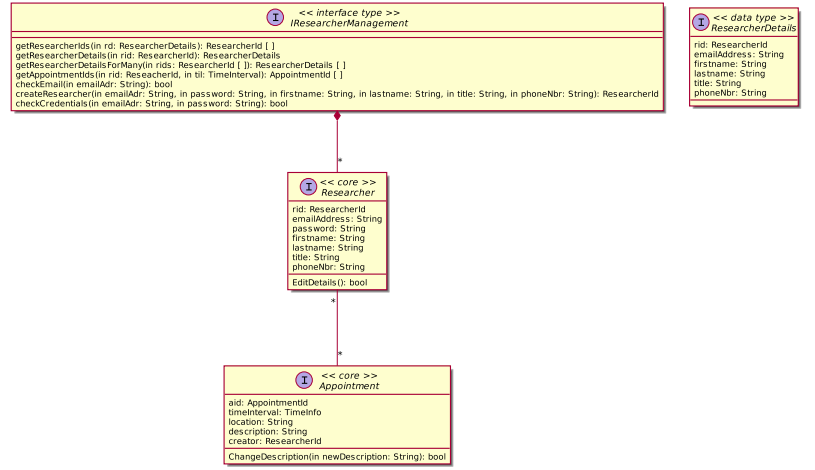 I << interface type >>
IResearcherManagement
getResearcherIds(in rd: ResearcherDetails): ResearcherId [ ]
getResearcherDetails(in rid: ResearcherId): ResearcherDetails
getResearcherDetailsForMany(in rids: ResearcherId [ ]): ResearcherDetails [ ]
getAppointmentIds(in rid: ResearcherId, in til: TimeInterval): AppointmentId [ ]
checkEmail(in emailAdr: String): bool
createResearcher(in emailAdr: String, in password: String, in firstname: String, in lastname: String, in title: String, in phoneNbr: String): ResearcherId
checkCredentials(in emailAdr: String, in password: String): bool
I << data type >>
ResearcherDetails
rid: ResearcherId
emailAddress: String
firstname: String
lastname: String
title: String
phoneNbr: String
*
I << core >>
Researcher
rid: ResearcherId
emailAddress: String
password: String
firstname: String
lastname: String
title: String
phoneNbr: String
EditDetails(): bool
*
*
I << core >>
Appointment
aid: AppointmentId
timeInterval: TimeInfo
location: String
description: String
creator: ResearcherId
ChangeDescription(in newDescription: String): bool